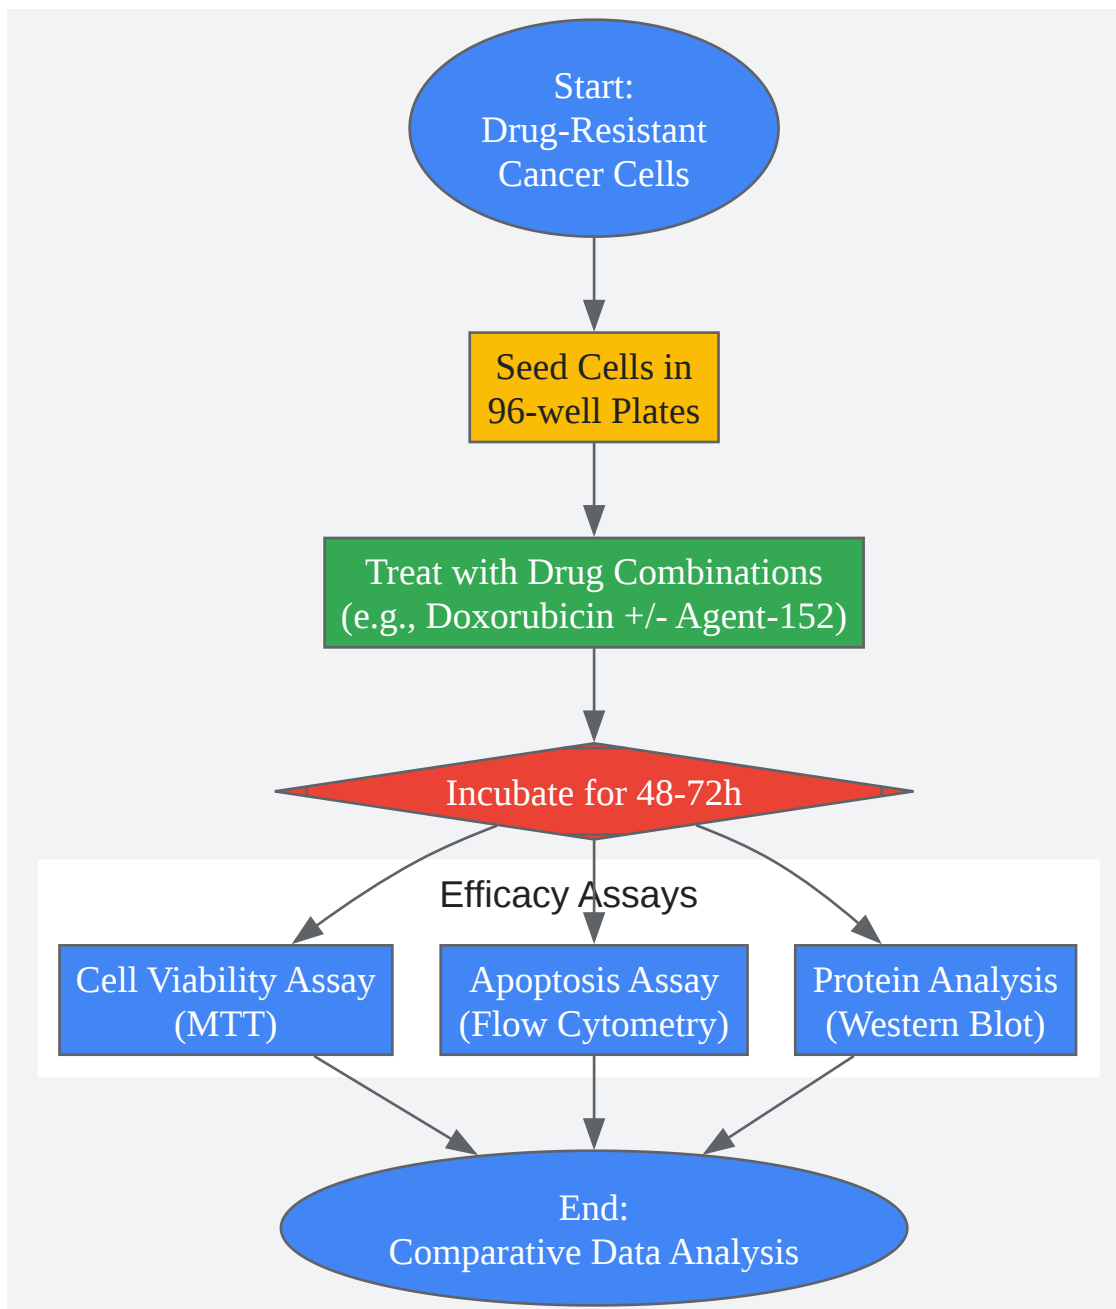 Start:
Drug-Resistant
Cancer Cells
Seed Cells in
96-well Plates
Treat with Drug Combinations
(e.g., Doxorubicin +/- Agent-152)
Incubate for 48-72h
Efficacy Assays
Cell Viability Assay
(MTT)
Apoptosis Assay
(Flow Cytometry)
Protein Analysis
(Western Blot)
End:
Comparative Data Analysis